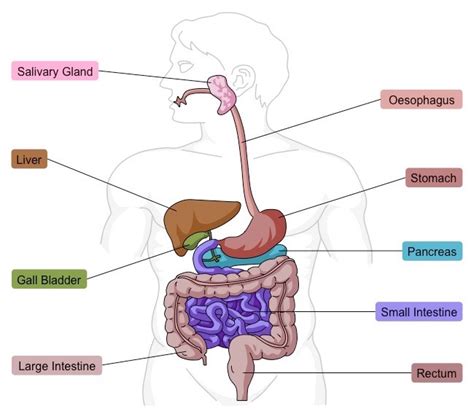 Salivary Gland
Oesophagus
Liver
Stomach
Pancreas
Gall Bladder
Small Intestine
Large Intestine
Rectum